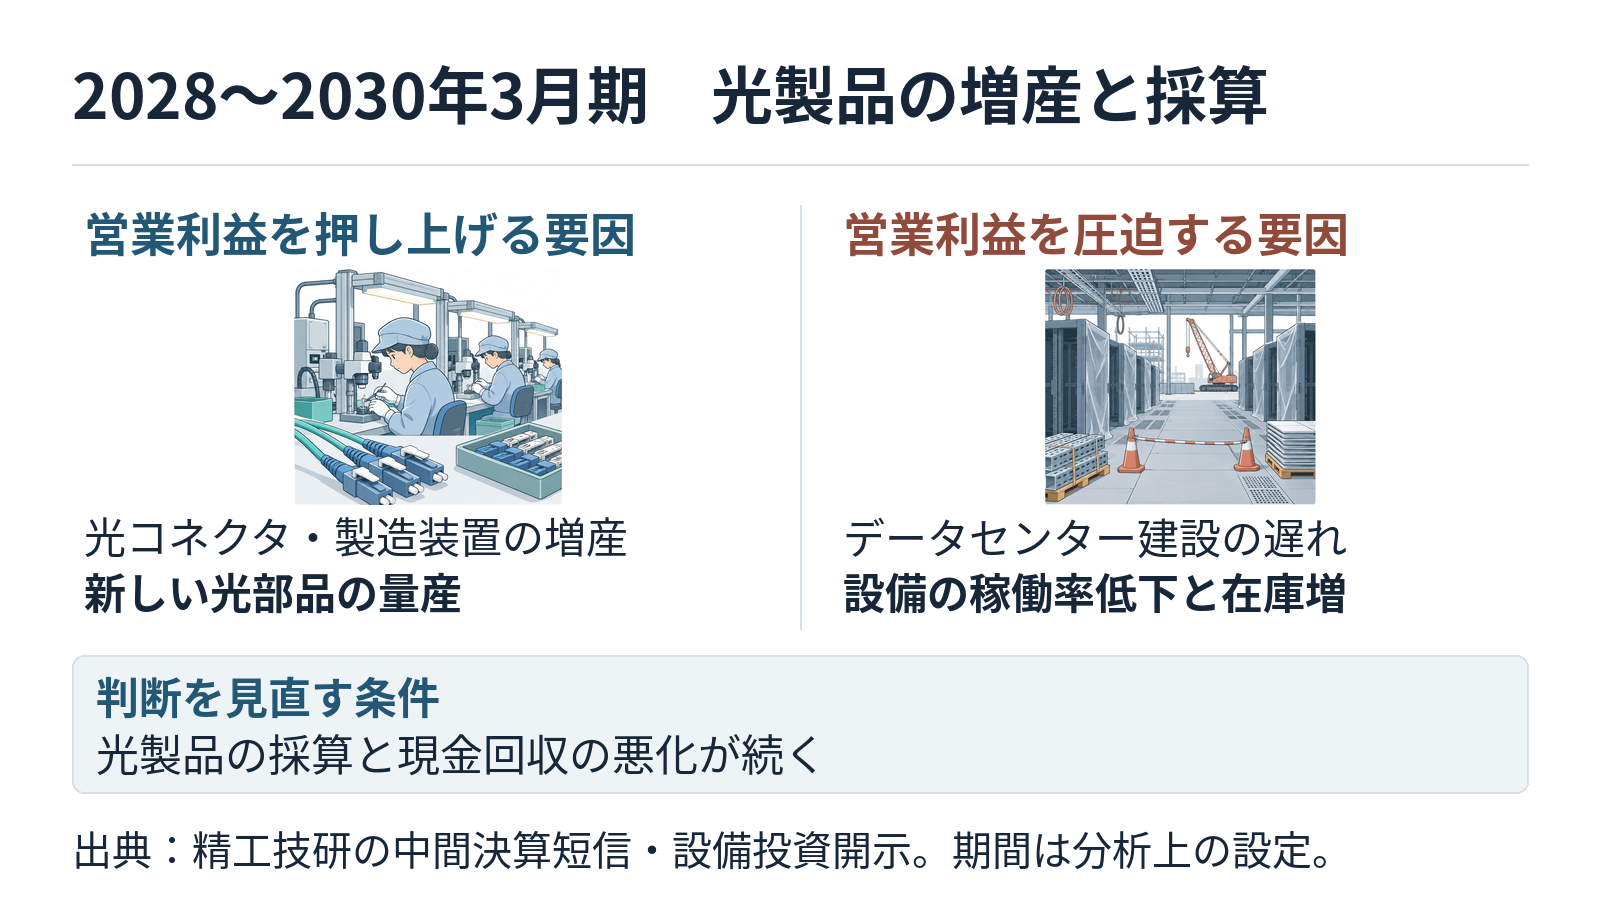 2028〜2030年3月期　光製品の増産と採算
営業利益を押し上げる要因
光コネクタ・製造装置の増産
新しい光部品の量産
営業利益を圧迫する要因
データセンター建設の遅れ
設備の稼働率低下と在庫増
判断を見直す条件
光製品の採算と現金回収の悪化が続く
出典：精工技研の中間決算短信・設備投資開示。期間は分析上の設定。